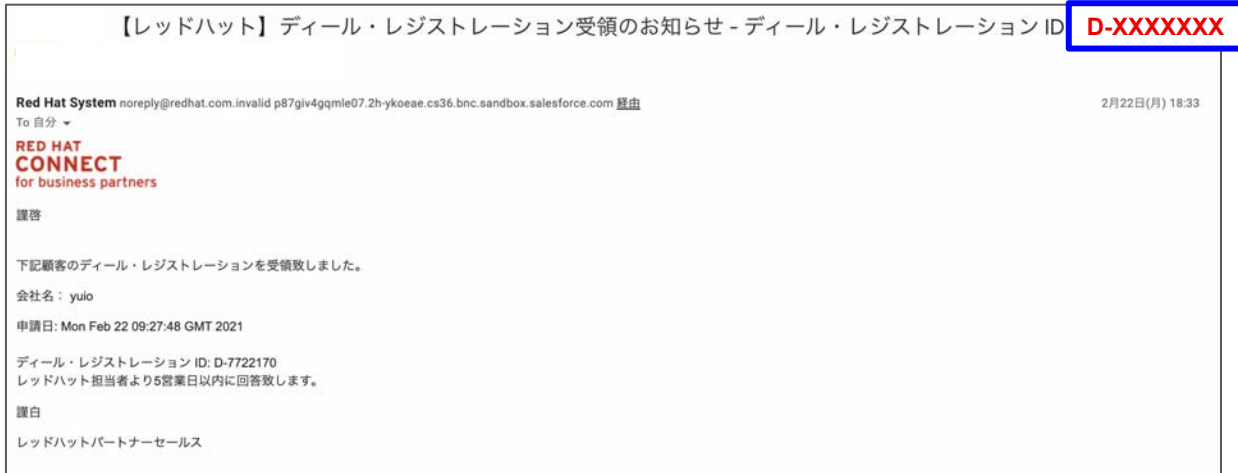 【レッドハット】ディール・レジストレーション受領のお知らせ - ディール・レジストレーション ID D-XXXXXXX
Red Hat System noreply@redhat.com.invalid p87giv4gqmle07.2h-ykoeae.cs36.bnc.sandbox.salesforce.com 経由 2月22日(月) 18:33
To 自分
RED HAT
CONNECT
for business partners
謹啓
下記顧客のディール・レジストレーションを受領致しました。
会社名： yuio
申請日: Mon Feb 22 09:27:48 GMT 2021
ディール・レジストレーション ID: D-7722170
レッドハット担当者より5営業日以内に回答致します。
謹白
レッドハットパートナーセールス